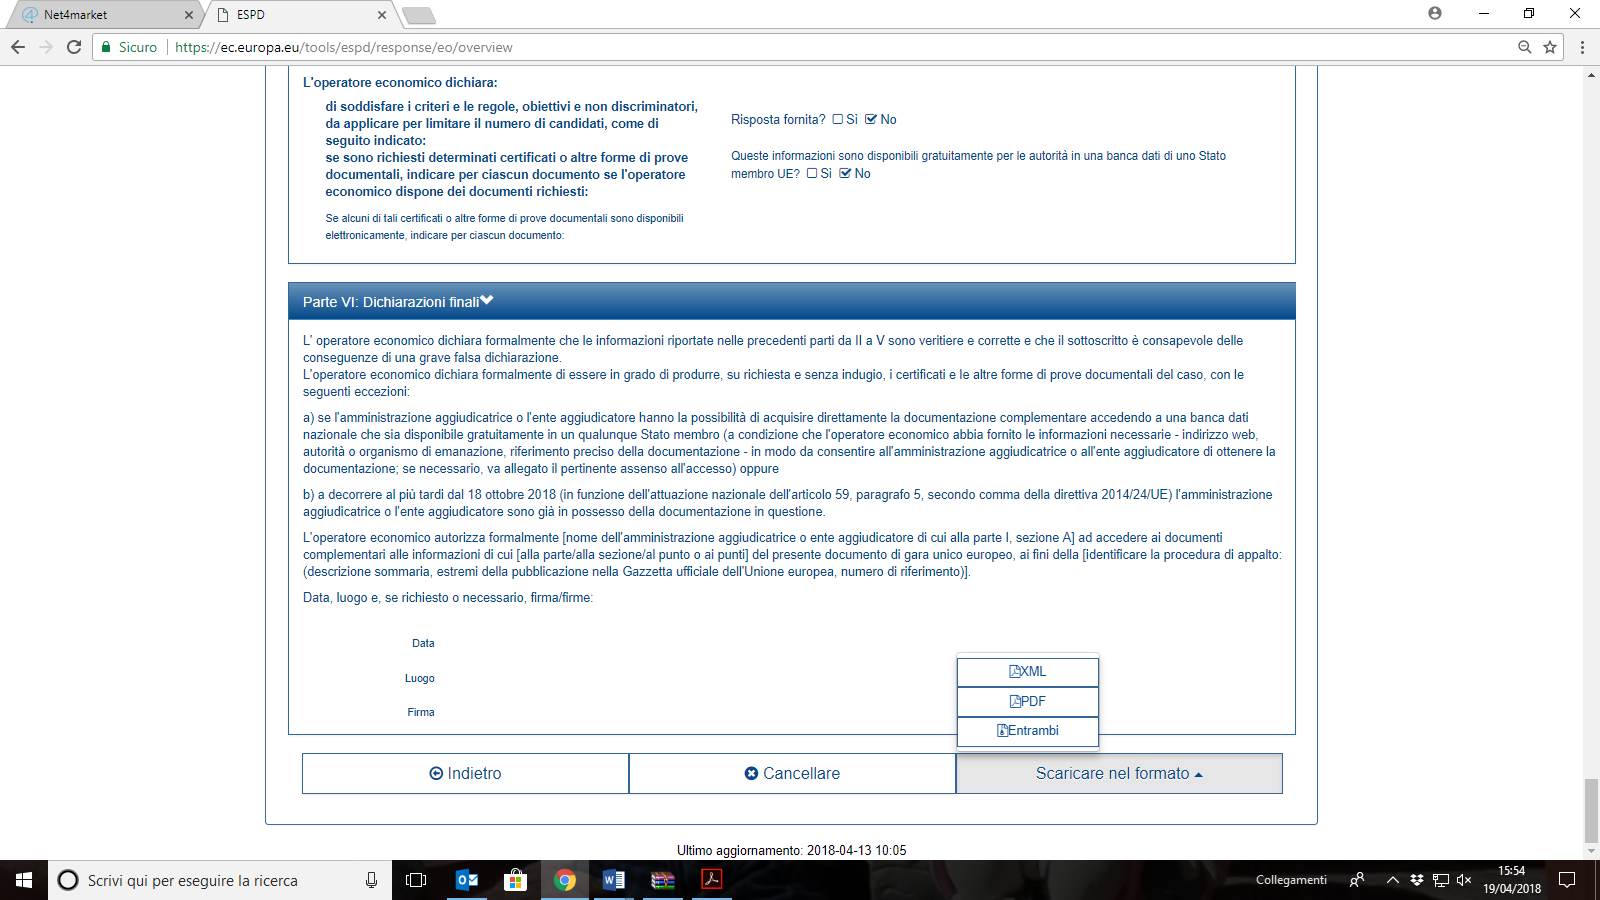 Net4market
ESPD
Sicuro
https://ec.europa.eu/tools/espd/response/eo/overview
L'operatore economico dichiara:
di soddisfare i criteri e le regole, obiettivi e non discriminatori,
da applicare per limitare il numero di candidati, come di
seguito indicato:
se sono richiesti determinati certificati o altre forme di prove
documentali, indicare per ciascun documento se l'operatore
economico dispone dei documenti richiesti:
Se alcuni di tali certificati o altre forme di prove documentali sono disponibili
elettronicamente, indicare per ciascun documento:
Risposta fornita? Sì No
Queste informazioni sono disponibili gratuitamente per le autorità in una banca dati di uno Stato
membro UE? Sì No
Parte VI: Dichiarazioni finali
L' operatore economico dichiara formalmente che le informazioni riportate nelle precedenti parti da II a V sono veritiere e corrette e che il sottoscritto è consapevole delle
conseguenze di una grave falsa dichiarazione.
L'operatore economico dichiara formalmente di essere in grado di produrre, su richiesta e senza indugio, i certificati e le altre forme di prove documentali del caso, con le
seguenti eccezioni:
a) se l'amministrazione aggiudicatrice o l'ente aggiudicatore hanno la possibilità di acquisire direttamente la documentazione complementare accedendo a una banca dati
nazionale che sia disponibile gratuitamente in un qualunque Stato membro (a condizione che l'operatore economico abbia fornito le informazioni necessarie - indirizzo web,
autorità o organismo di emanazione, riferimento preciso della documentazione - in modo da consentire all'amministrazione aggiudicatrice o all'ente aggiudicatore di ottenere la
documentazione; se necessario, va allegato il pertinente assenso all'accesso) oppure
b) a decorrere al più tardi dal 18 ottobre 2018 (in funzione dell'attuazione nazionale dell'articolo 59, paragrafo 5, secondo comma della direttiva 2014/24/UE) l'amministrazione
aggiudicatrice o l'ente aggiudicatore sono già in possesso della documentazione in questione.
L'operatore economico autorizza formalmente [nome dell'amministrazione aggiudicatrice o ente aggiudicatore di cui alla parte I, sezione A] ad accedere ai documenti
complementari alle informazioni di cui [alla parte/alla sezione/al punto o ai punti] del presente documento di gara unico europeo, ai fini della [identificare la procedura di appalto:
(descrizione sommaria, estremi della pubblicazione nella Gazzetta ufficiale dell'Unione europea, numero di riferimento)].
Data, luogo e, se richiesto o necessario, firma/firme:
Data
Luogo
Firma
XML
PDF
Entrambi
Indietro
Cancellare
Scaricare nel formato
Ultimo aggiornamento: 2018-04-13 10:05
Scrivi qui per eseguire la ricerca
Collegamenti
15:54
19/04/2018